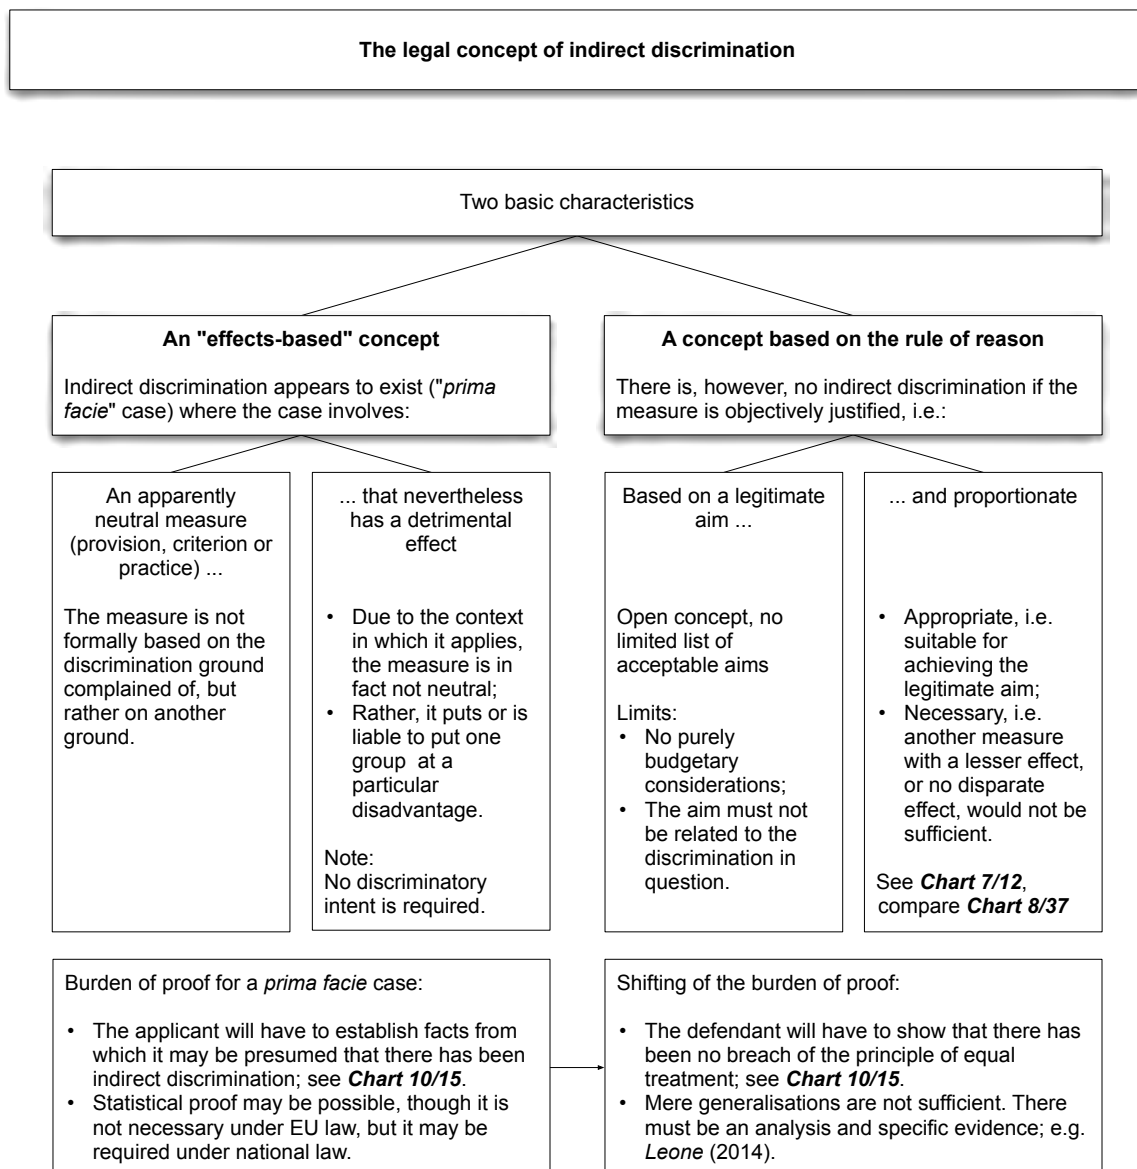 The legal concept of indirect discrimination
Two basic characteristics
An "effects-based" concept
Indirect discrimination appears to exist ("prima
facie" case) where the case involves:
A concept based on the rule of reason
There is, however, no indirect discrimination if the
measure is objectively justified, i.e.:
An apparently
neutral measure
(provision, criterion or
practice) ...
The measure is not
formally based on the
discrimination ground
complained of, but
rather on another
ground.
... that nevertheless
has a detrimental
effect
• Due to the context
in which it applies,
the measure is in
fact not neutral;
• Rather, it puts or is
liable to put one
group at a
particular
disadvantage.
Note:
No discriminatory
intent is required.
Based on a legitimate
aim ...
Open concept, no
limited list of
acceptable aims
Limits:
• No purely
budgetary
considerations;
• The aim must not
be related to the
discrimination in
question.
... and proportionate
• Appropriate, i.e.
suitable for
achieving the
legitimate aim;
• Necessary, i.e.
another measure
with a lesser effect,
or no disparate
effect, would not be
sufficient.
See Chart 7/12,
compare Chart 8/37
Burden of proof for a prima facie case:
• The applicant will have to establish facts from
which it may be presumed that there has been
indirect discrimination; see Chart 10/15.
• Statistical proof may be possible, though it is
not necessary under EU law, but it may be
required under national law.
Shifting of the burden of proof:
• The defendant will have to show that there has
been no breach of the principle of equal
treatment; see Chart 10/15.
• Mere generalisations are not sufficient. There
must be an analysis and specific evidence; e.g.
Leone (2014).